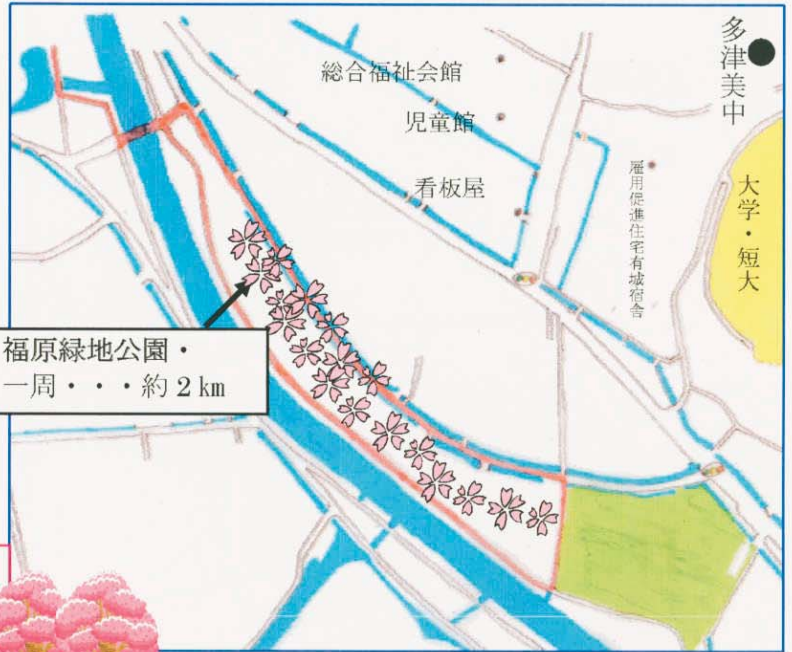 多津美中
総合福祉会館
児童館
看板屋
雇用促進住宅有城宿舎
大学・短大
福原緑地公園・
一周・・・約2km